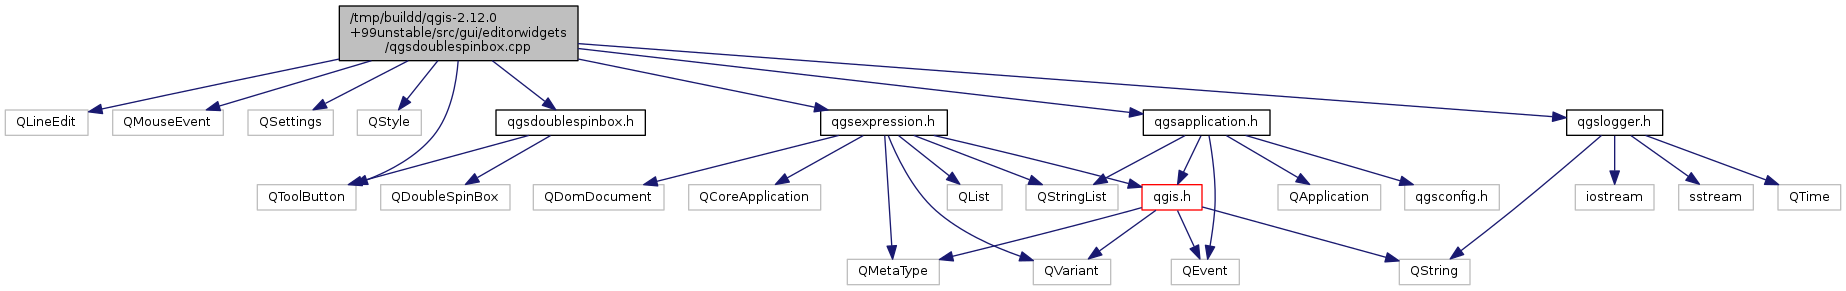 /tmp/buildd/qgis-2.12.0
+99unstable/src/gui/editorwidgets
/qgsdoublespinbox.cpp
QLineEdit
QMouseEvent
QSettings
QStyle
qgsdoublespinbox.h
qgsexpression.h
qgsapplication.h
qgslogger.h
QToolButton
QDoubleSpinBox
QDomDocument
QCoreApplication
QList
QStringList
qgis.h
QApplication
qgsconfig.h
iostream
sstream
QTime
QMetaType
QVariant
QEvent
QString